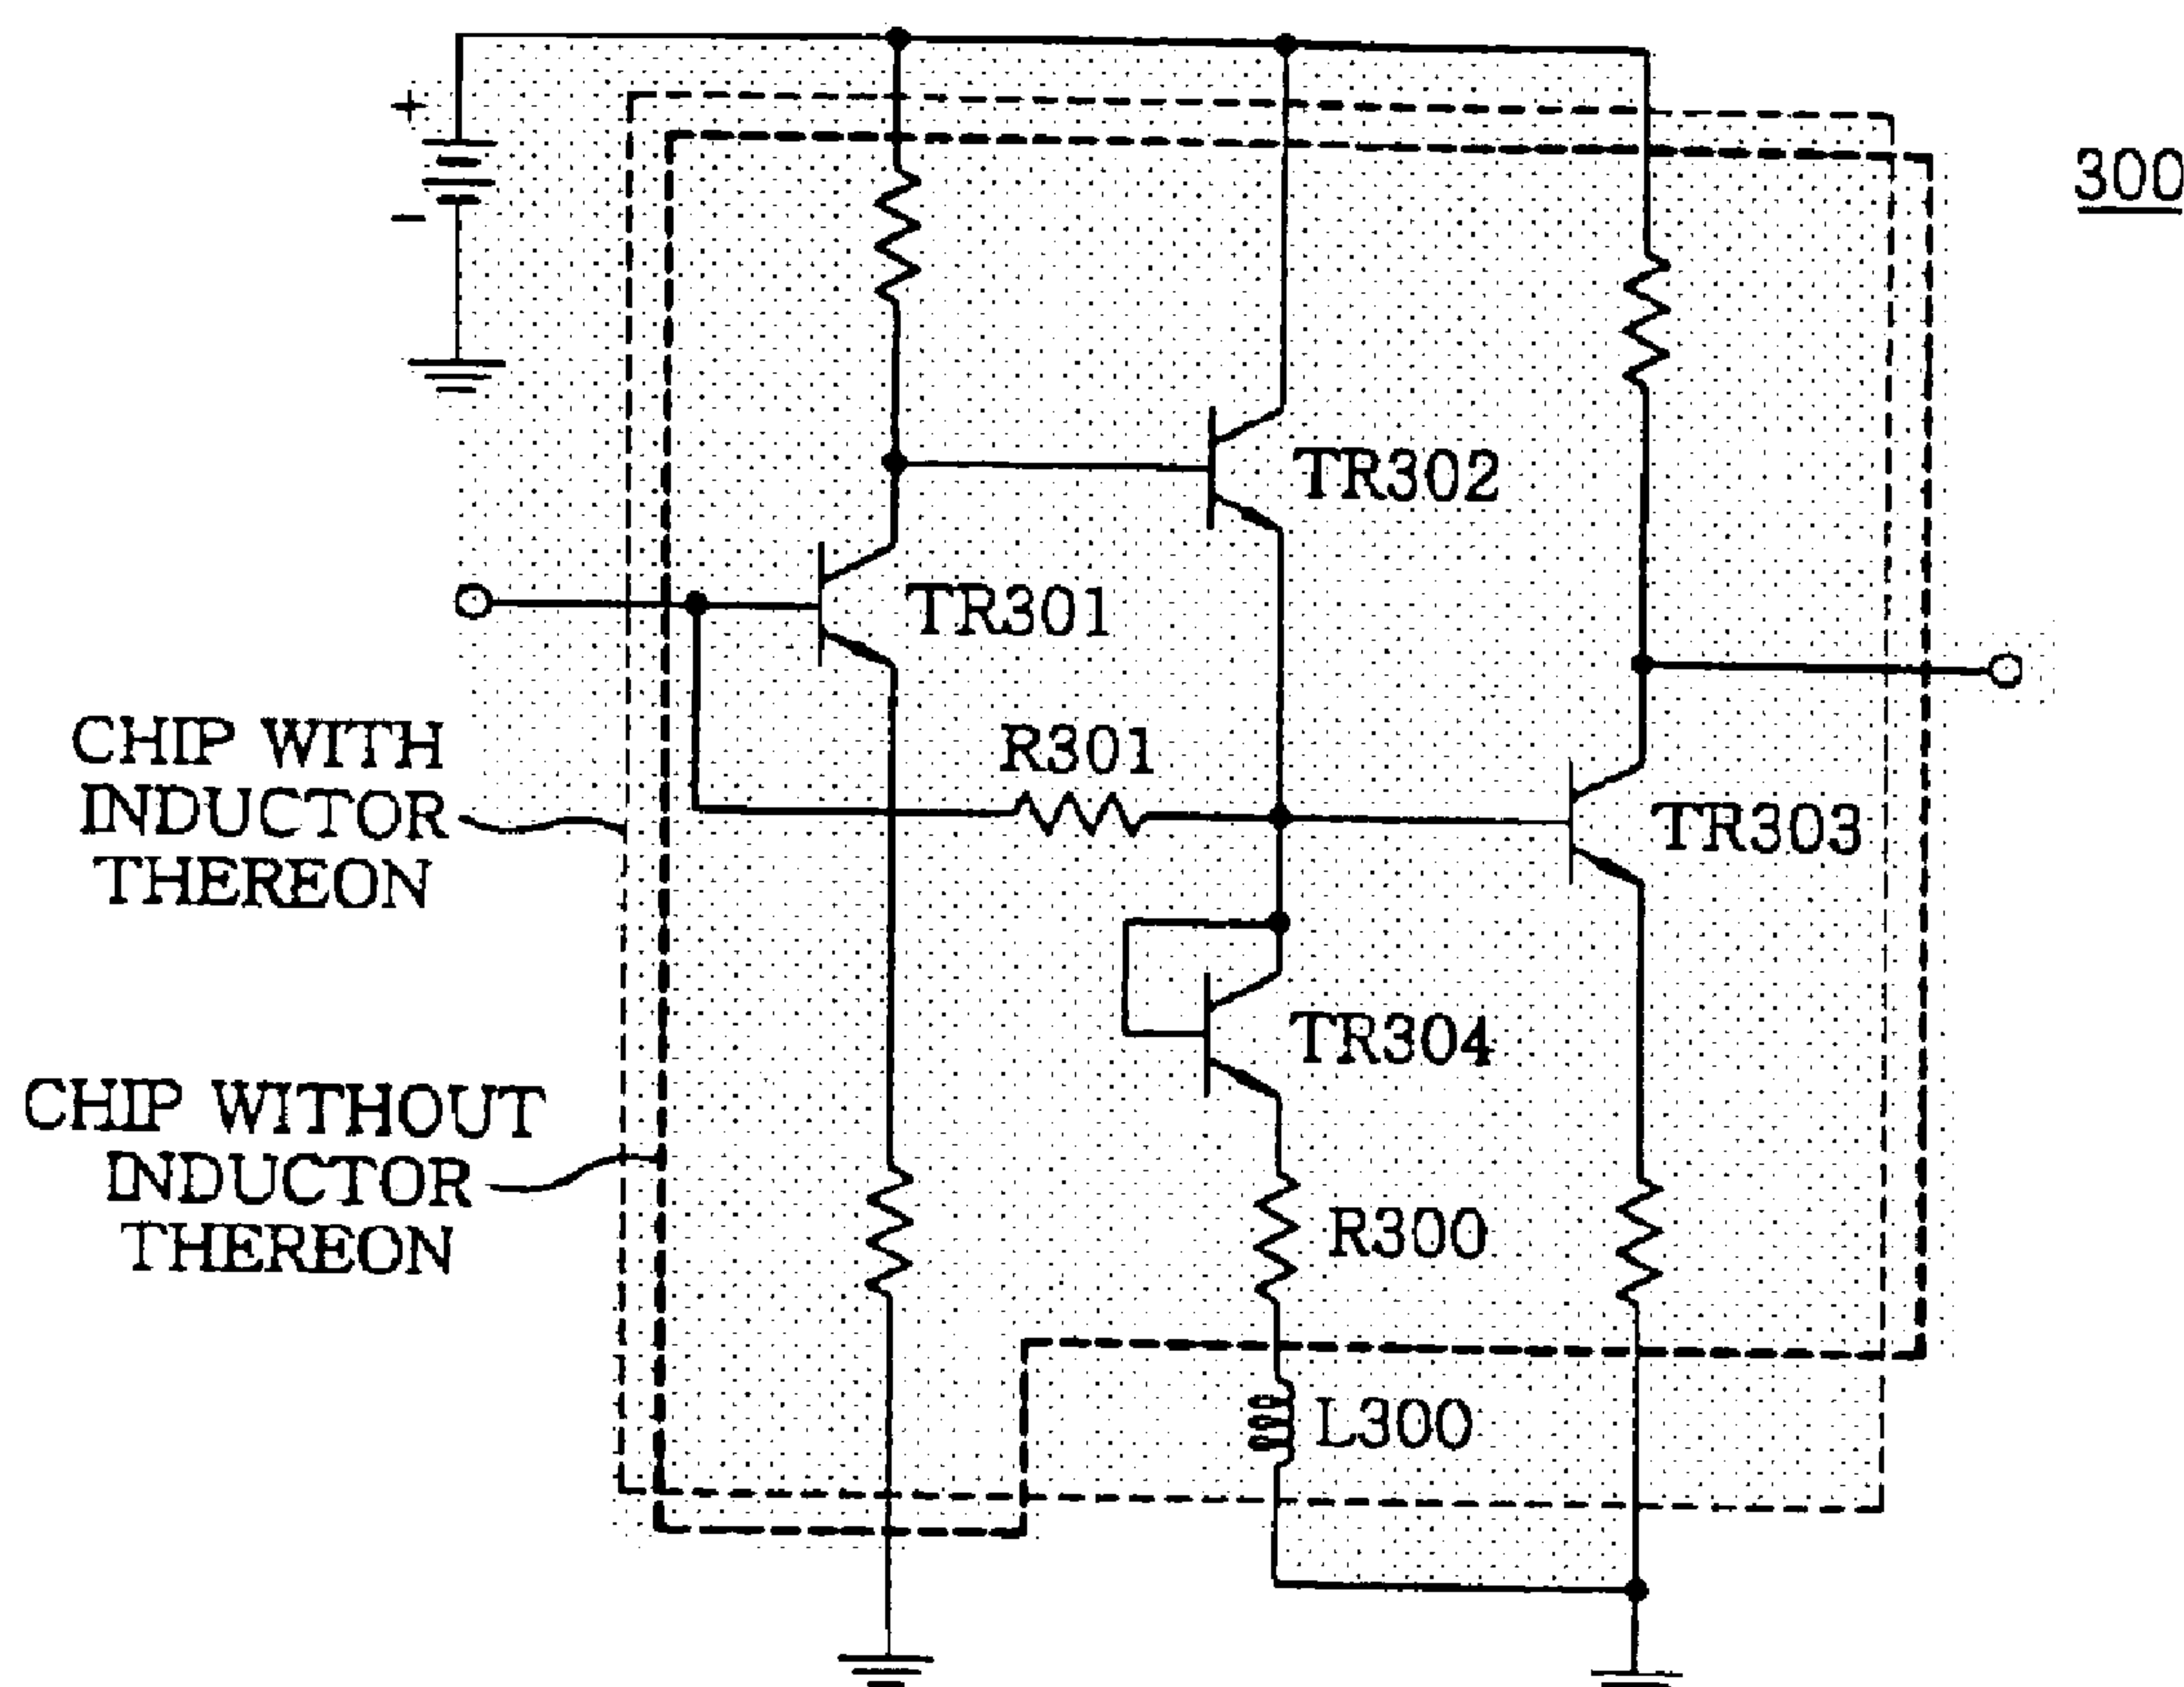 +
−
300
TR302
TR301
R301
CHIP WITH
INDUCTOR
THEREON
TR303
TR304
CHIP WITHOUT
INDUCTOR
THEREON
R300
L300